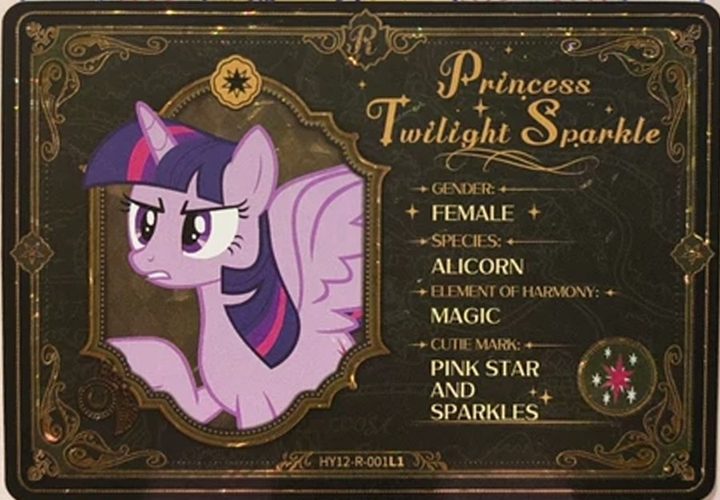 R
Princess
Twilight Sparkle
GENDER:
FEMALE
SPECIES:
ALICORN
ELEMENT OF HARMONY:
MAGIC
CUTIE MARK:
PINK STAR
AND
SPARKLES
HY12-R-001L1